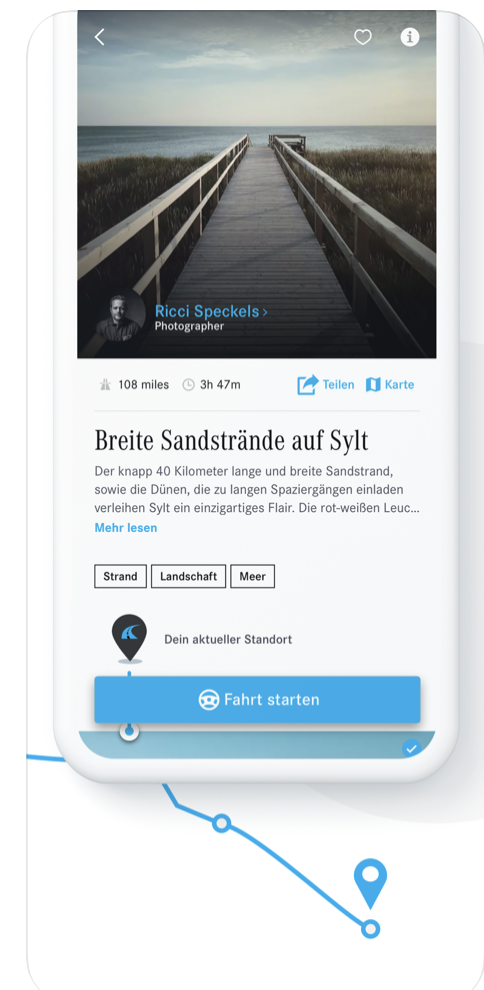 Ricci Speckels
Photographer
108 miles 3h 47m Teilen Karte
Breite Sandstrände auf Sylt
Der knapp 40 Kilometer lange und breite Sandstrand,
sowie die Dünen, die zu langen Spaziergängen einladen
verleihen Sylt ein einzigartiges Flair. Die rot-weißen Leuc...
Mehr lesen
Strand Landschaft Meer
Dein aktueller Standort
Fahrt starten